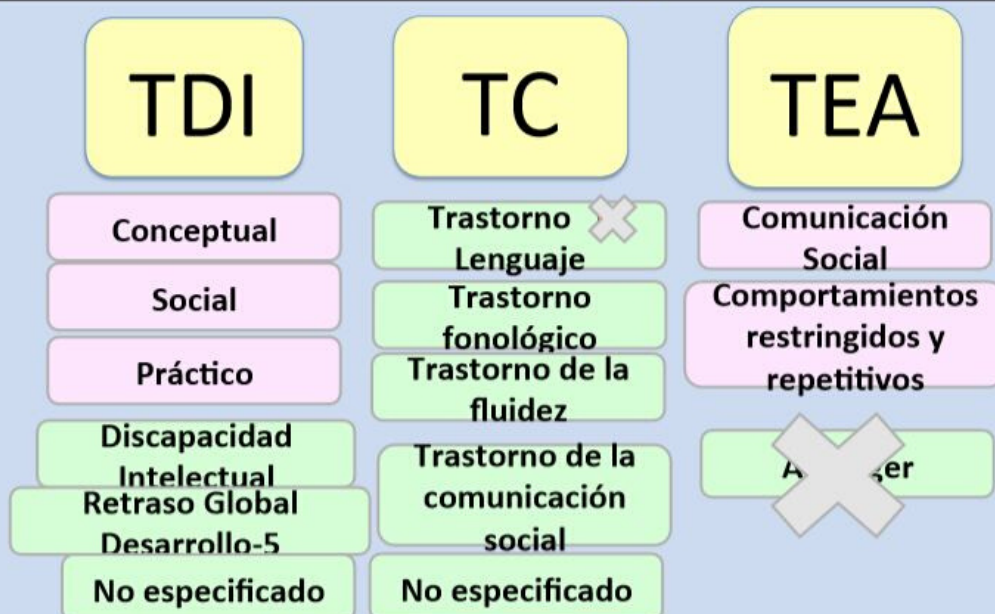 TDI
Conceptual
Social
Práctico
Discapacidad
Intelectual
Retraso Global
Desarrollo-5
No especificado
TC
Trastorno
Lenguaje
Trastorno
fonológico
Trastorno de la
fluidez
Trastorno de la
comunicación
social
No especificado
TEA
Comunicación
Social
Comportamientos
restringidos y
repetitivos